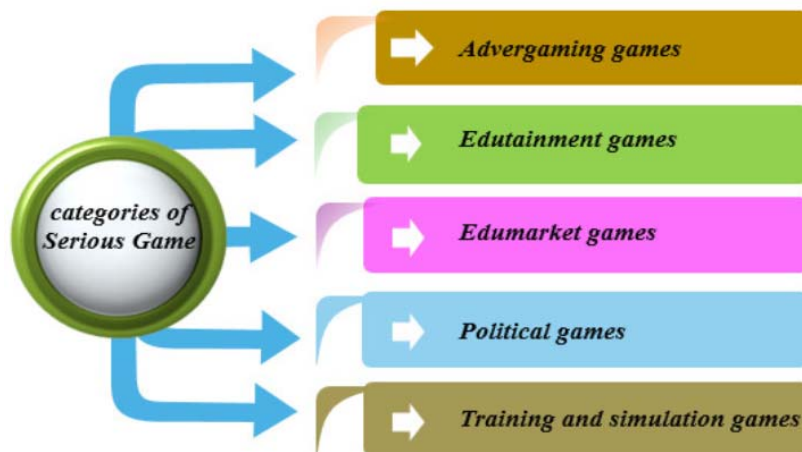 categories of
Serious Game
Advergaming games
Edutainment games
Edumarket games
Political games
Training and simulation games